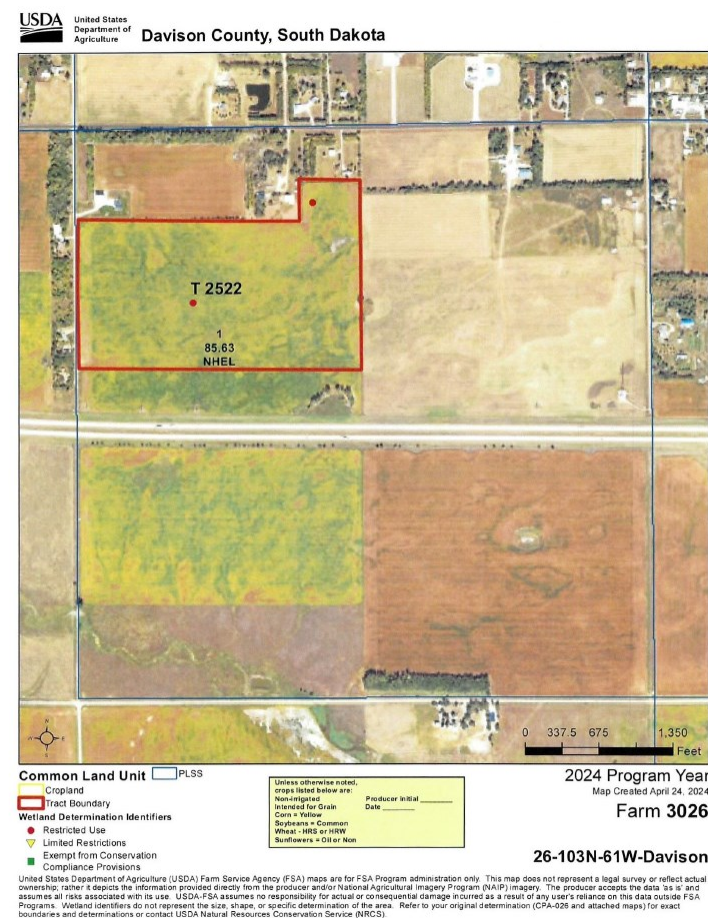 USDA
United States
Department of
Agriculture
Davison County, South Dakota
T 2522
1
85.63
NHEL
N
W E
S
0 337.5 675 1,350
Feet
Common Land Unit
PLSS
Cropland
Tract Boundary
Wetland Determination Identifiers
Restricted Use
Limited Restrictions
Exempt from Conservation
Compliance Provisions
Unless otherwise noted,
crops listed below are:
Non-irrigated
Intended for Grain
Corn = Yellow
Soybeans = Common
Wheat - HRS or HRW
Sunflowers = Oil or Non
Producer initial ________
Date ________
2024 Program Year
Map Created April 24, 2024
Farm 3026
26-103N-61W-Davison
United States Department of Agriculture (USDA) Farm Service Agency (FSA) maps are for FSA Program administration only. This map does not represent a legal survey or reflect actual
ownership; rather it depicts the information provided directly from the producer and/or National Agricultural Imagery Program (NAIP) imagery. The producer accepts the data 'as is' and
assumes all risks associated with its use. USDA-FSA assumes no responsibility for actual or consequential damage incurred as a result of any user's reliance on this data outside FSA
Programs. Wetland identifiers do not represent the size, shape, or specific determination of the area. Refer to your original determination (CPA-026 and attached maps) for exact
boundaries and determinations or contact USDA Natural Resources Conservation Service (NRCS).